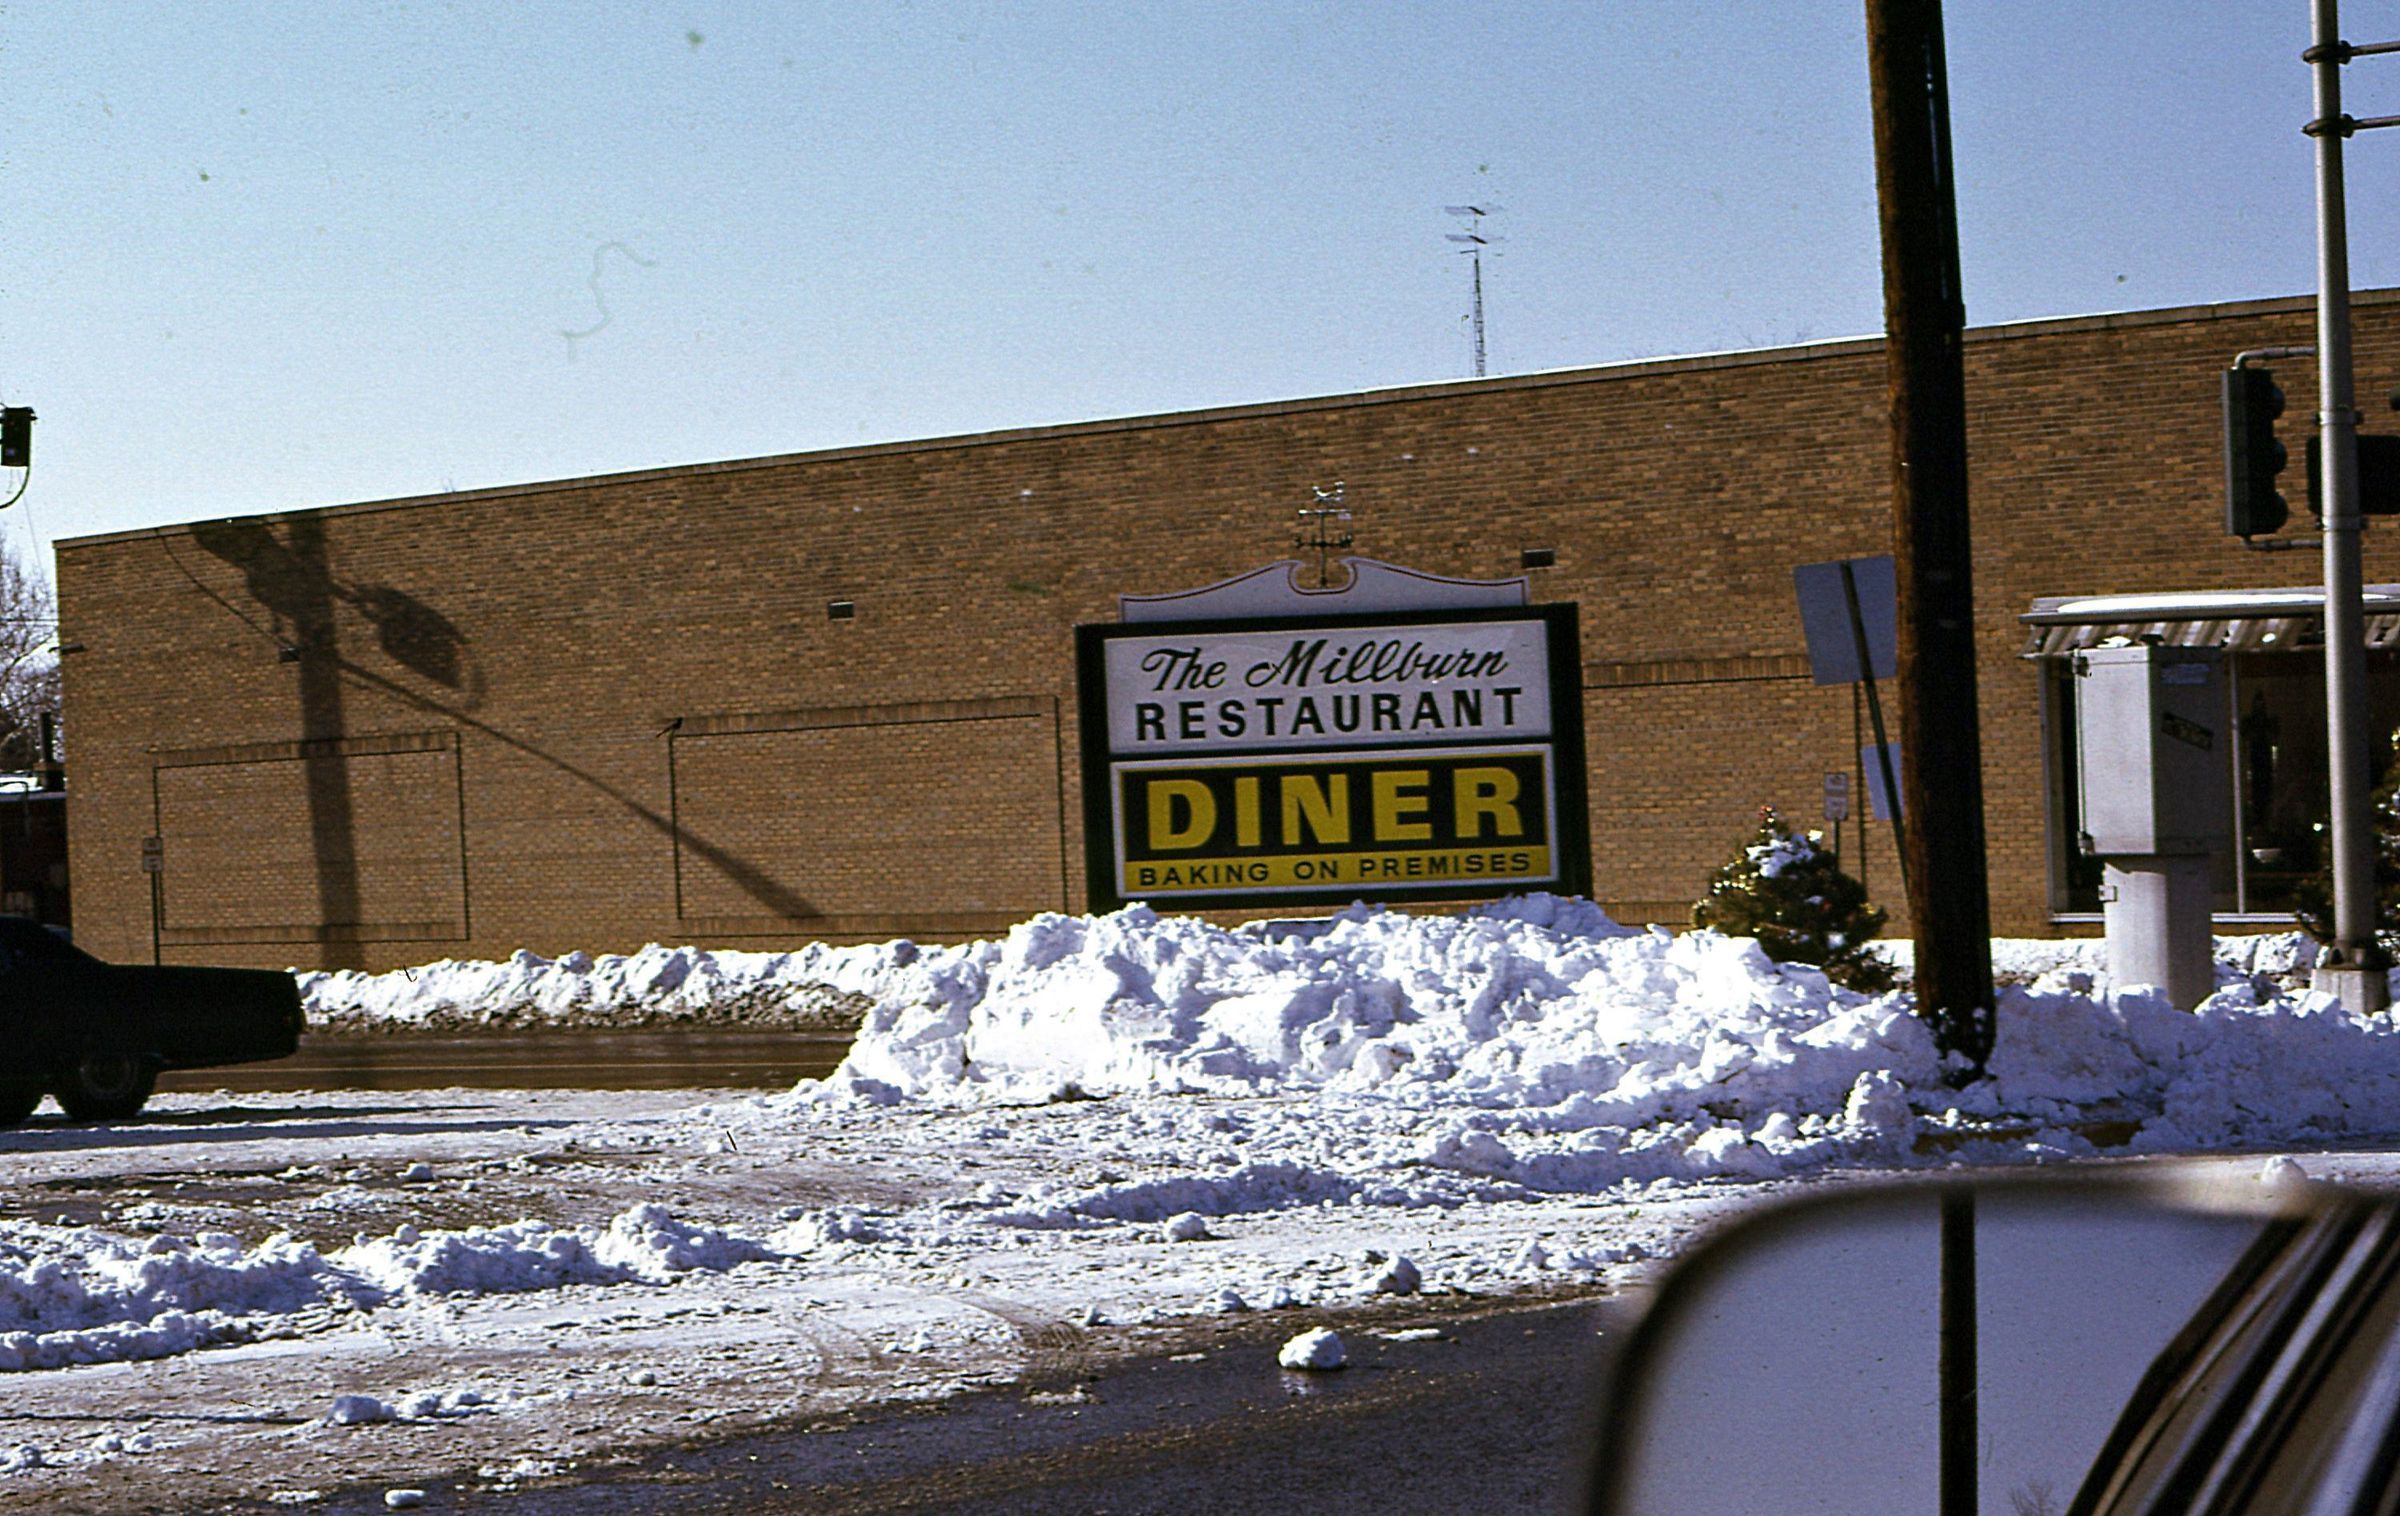 The Millburn
RESTAURANT
DINER
BAKING ON PREMISES